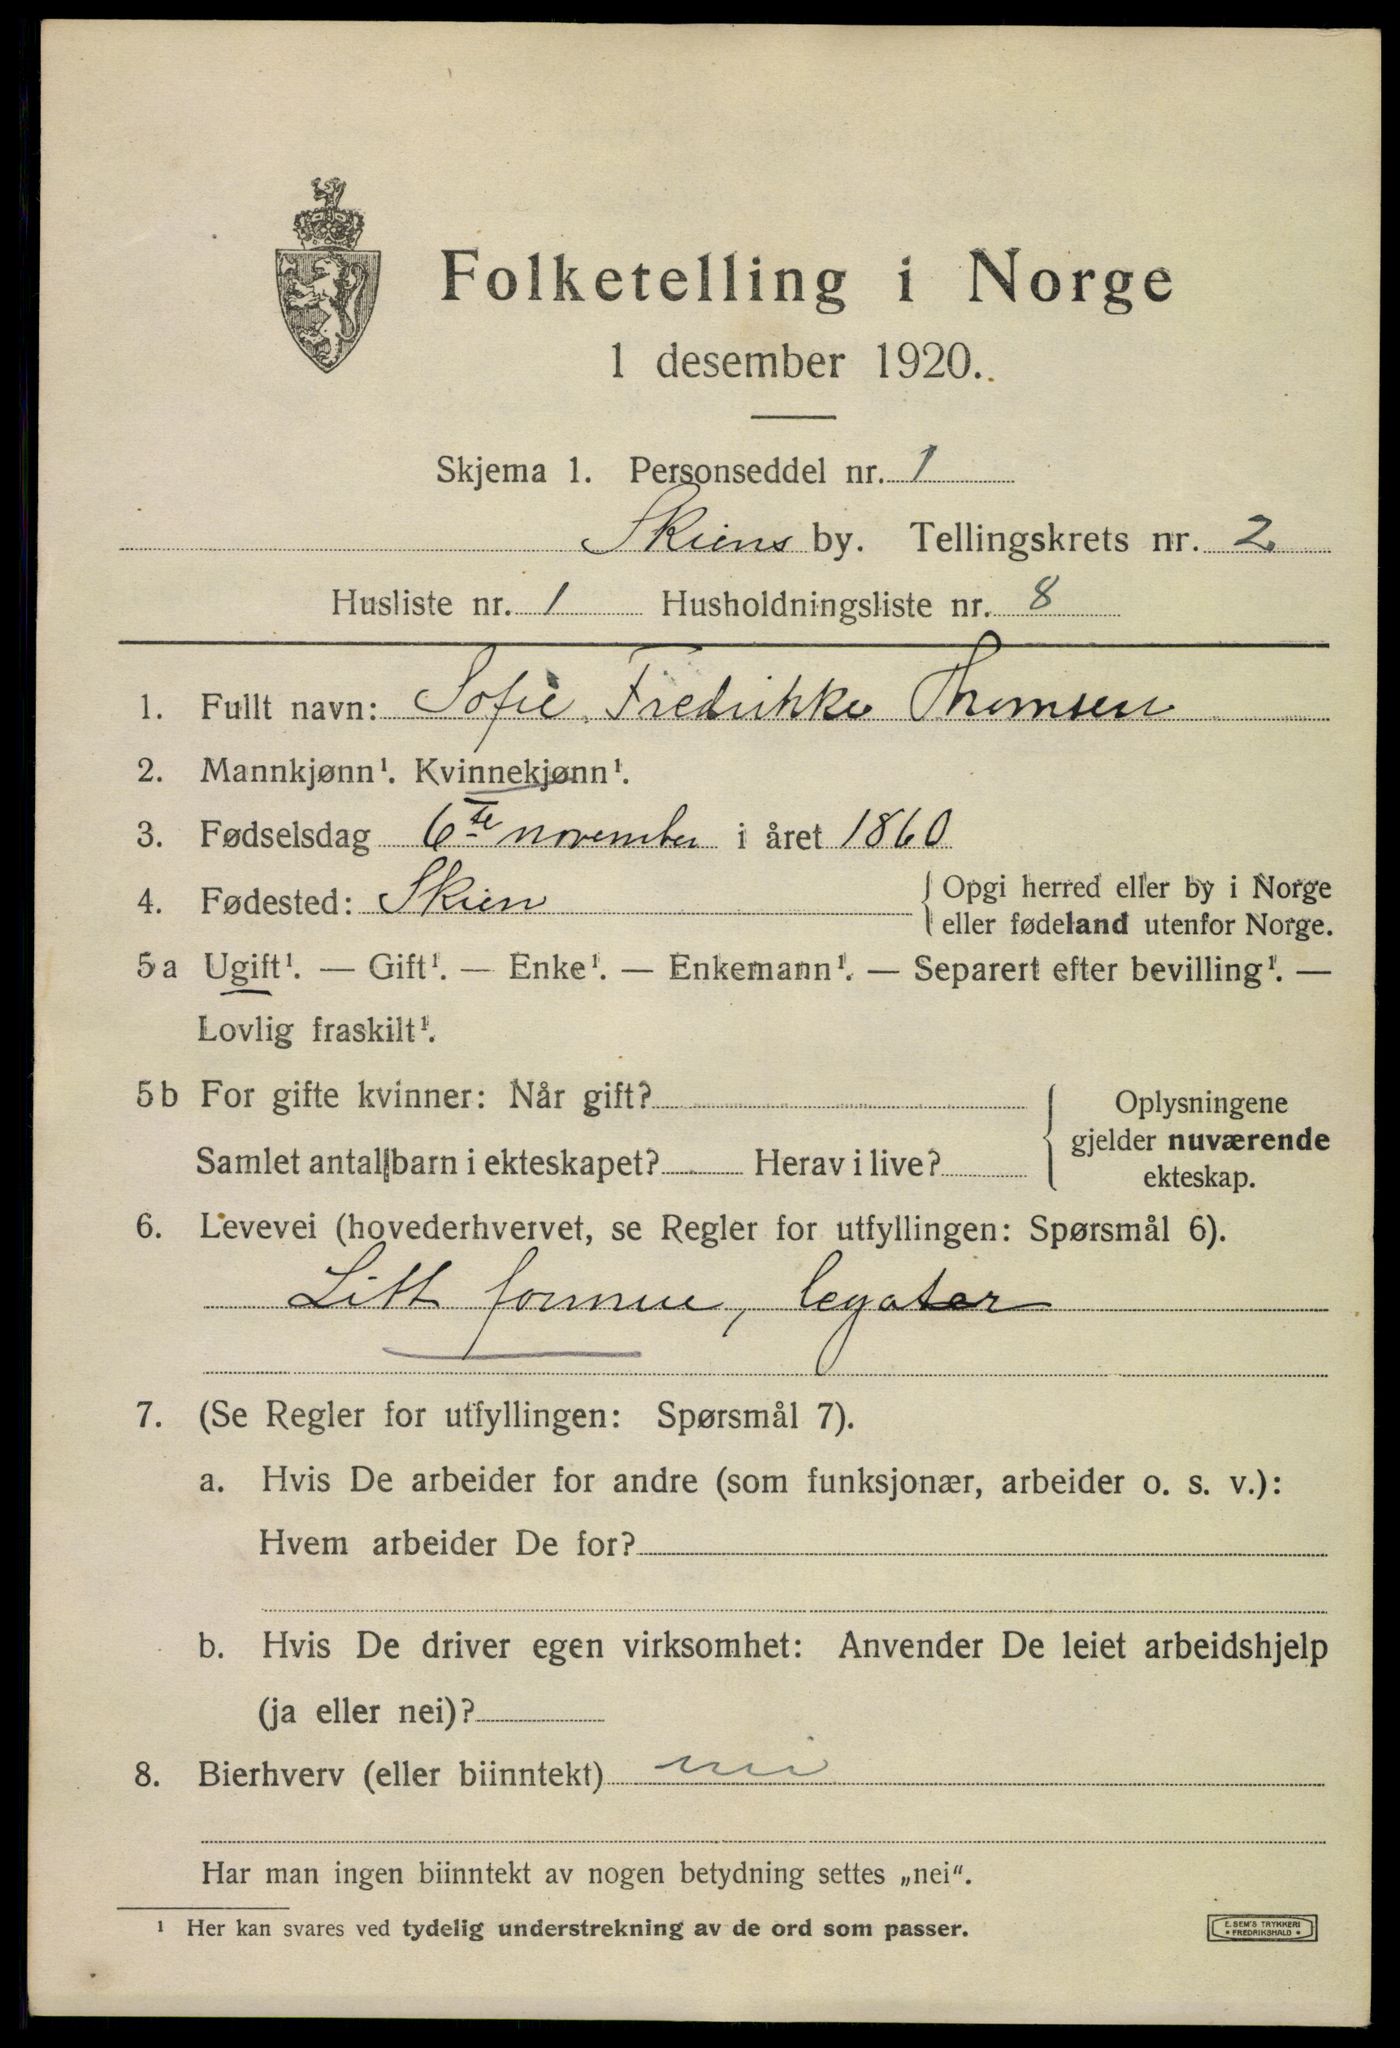 Folketelling i Norge
1 desember 1920.
Skjema 1. Personseddel nr. 1
Skiens by. Tellingskrets nr. 2
Husliste nr. 1 Husholdningsliste nr. 8
1. Fullt navn: Sofie Fredrikke Thomsen
2. Mannkjønn¹. Kvinnekjønn¹.
3. Fødselsdag 6te november i året 1860
4. Fødested: Skien { Opgi herred eller by i Norge
eller fødeland utenfor Norge.
5a Ugift¹. — Gift¹. — Enke¹. — Enkemann¹. — Separert efter bevilling¹. —
Lovlig fraskilt¹.
5b For gifte kvinner: Når gift?
Samlet antall barn i ekteskapet? Herav i live?
Oplysningene
gjelder nuværende
ekteskap.
6. Levevei (hovederhvervet, se Regler for utfyllingen: Spørsmål 6).
Litt formue, legater
7. (Se Regler for utfyllingen: Spørsmål 7).
a. Hvis De arbeider for andre (som funksjonær, arbeider o. s. v.):
Hvem arbeider De for?
b. Hvis De driver egen virksomhet: Anvender De leiet arbeidshjelp
(ja eller nei)?
8. Bierhverv (eller biinntekt) nei
Har man ingen biinntekt av nogen betydning settes „nei“.
¹ Her kan svares ved tydelig understrekning av de ord som passer.
E. SEM'S TRYKKERI
FREDRIKSHALD